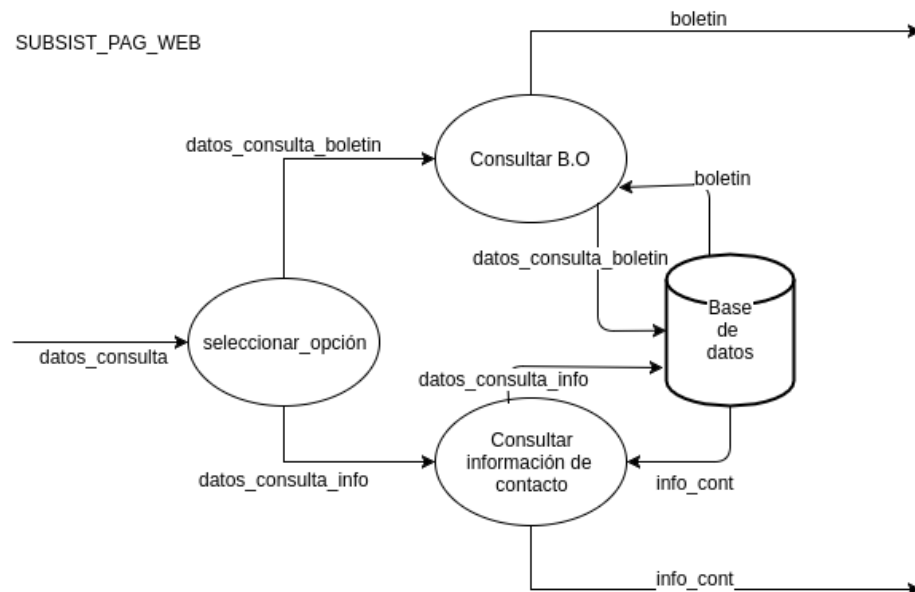 boletin
SUBSIST_PAG_WEB
datos_consulta_boletin
Consultar B.O
boletin
datos_consulta_boletin
Base
de
datos
seleccionar_opción
datos_consulta
datos_consulta_info
Consultar
información de
contacto
datos_consulta_info
info_cont
info_cont